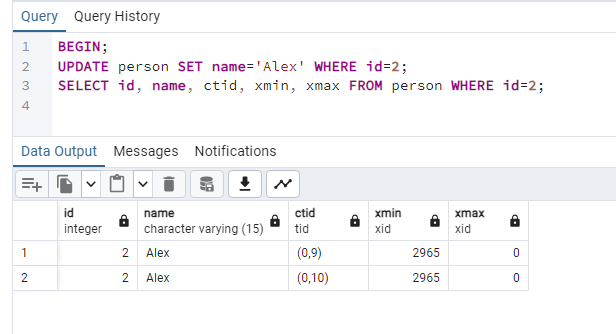 Query Query History
1 BEGIN;
2 UPDATE person SET name='Alex' WHERE id=2;
3 SELECT id, name, ctid, xmin, xmax FROM person WHERE id=2;
4
Data Output Messages Notifications
id name ctid xmin xmax
integer character varying (15) tid xid xid
1 2 Alex (0,9) 2965 0
2 2 Alex (0,10) 2965 0